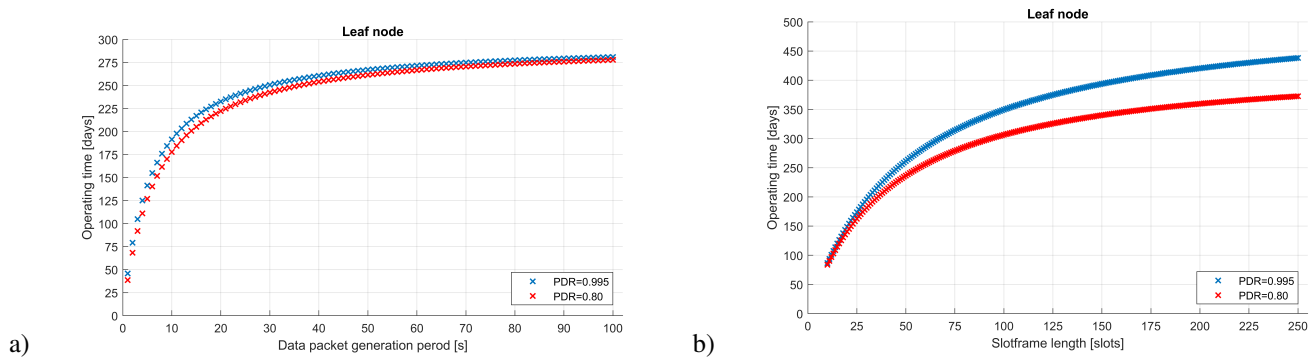 a)
Leaf node
Operating time [days]
300
275
250
225
200
175
150
125
100
75
50
25
0
0 10 20 30 40 50 60 70 80 90 100
Data packet generation perod [s]
PDR=0.995
PDR=0.80
b)
Leaf node
Operating time [days]
500
450
400
350
300
250
200
150
100
50
0
0 25 50 75 100 125 150 175 200 225 250
Slotframe length [slots]
PDR=0.995
PDR=0.80